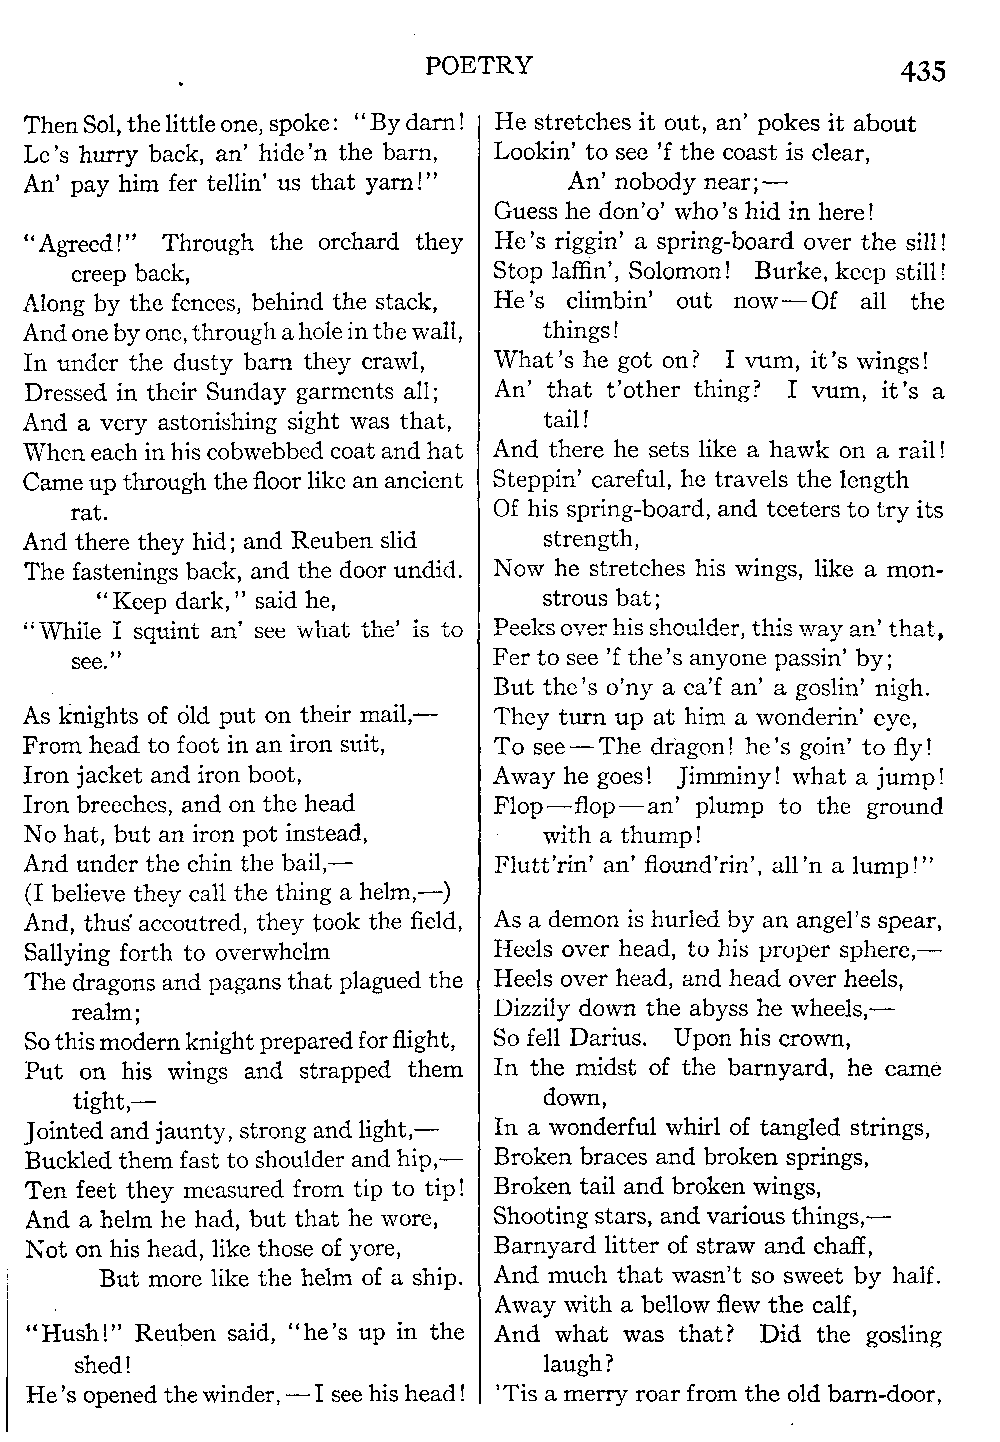 POETRY
435
Then Sol, the little one, spoke: "By darn!
Le's hurry back, an' hide'n the barn,
An' pay him fer tellin' us that yarn!"
"Agreed!" Through the orchard they
creep back,
Along by the fences, behind the stack,
And one by one, through a hole in the wall,
In under the dusty barn they crawl,
Dressed in their Sunday garments all;
And a very astonishing sight was that,
When each in his cobwebbed coat and hat
Came up through the floor like an ancient
rat.
And there they hid; and Reuben slid
The fastenings back, and the door undid.
"Keep dark," said he,
"While I squint an' see what the' is to
see."
As knights of old put on their mail,—
From head to foot in an iron suit,
Iron jacket and iron boot,
Iron breeches, and on the head
No hat, but an iron pot instead,
And under the chin the bail,—
(I believe they call the thing a helm,—)
And, thus accoutred, they took the field,
Sallying forth to overwhelm
The dragons and pagans that plagued the
realm;
So this modern knight prepared for flight,
Put on his wings and strapped them
tight,—
Jointed and jaunty, strong and light,—
Buckled them fast to shoulder and hip,—
Ten feet they measured from tip to tip!
And a helm he had, but that he wore,
Not on his head, like those of yore,
But more like the helm of a ship.
"Hush!" Reuben said, "he's up in the
shed!
He's opened the winder,—I see his head!
He stretches it out, an' pokes it about
Lookin' to see 'f the coast is clear,
An' nobody near;—
Guess he don'o' who's hid in here!
He's riggin' a spring-board over the sill!
Stop laffin', Solomon! Burke, keep still!
He's climbin' out now—Of all the
things!
What's he got on? I vum, it's wings!
An' that t'other thing? I vum, it's a
tail!
And there he sets like a hawk on a rail!
Steppin' careful, he travels the length
Of his spring-board, and teeters to try its
strength,
Now he stretches his wings, like a mon-
strous bat;
Peeks over his shoulder, this way an' that,
Fer to see 'f the's anyone passin' by;
But the's o'ny a ca'f an' a goslin' nigh.
They turn up at him a wonderin' eye,
To see—The dragon! he's goin' to fly!
Away he goes! Jimminy! what a jump!
Flop—flop—an' plump to the ground
with a thump!
Flutt'rin' an' flound'rin', all 'n a lump!"
As a demon is hurled by an angel's spear,
Heels over head, to his proper sphere,—
Heels over head, and head over heels,
Dizzily down the abyss he wheels,—
So fell Darius. Upon his crown,
In the midst of the barnyard, he came
down,
In a wonderful whirl of tangled strings,
Broken braces and broken springs,
Broken tail and broken wings,
Shooting stars, and various things,—
Barnyard litter of straw and chaff,
And much that wasn't so sweet by half.
Away with a bellow flew the calf,
And what was that? Did the gosling
laugh?
'Tis a merry roar from the old barn-door,